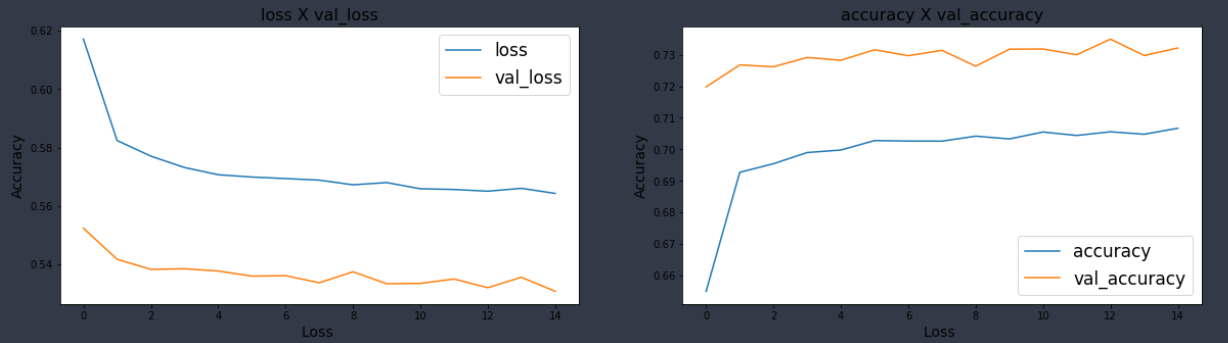 loss X val_loss
0.62
0.60
0.58
0.56
0.54
Accuracy
loss
val_loss
0 2 4 6 8 10 12 14
Loss
accuracy X val_accuracy
0.73
0.72
0.71
0.70
0.69
0.68
0.67
0.66
Accuracy
accuracy
val_accuracy
0 2 4 6 8 10 12 14
Loss